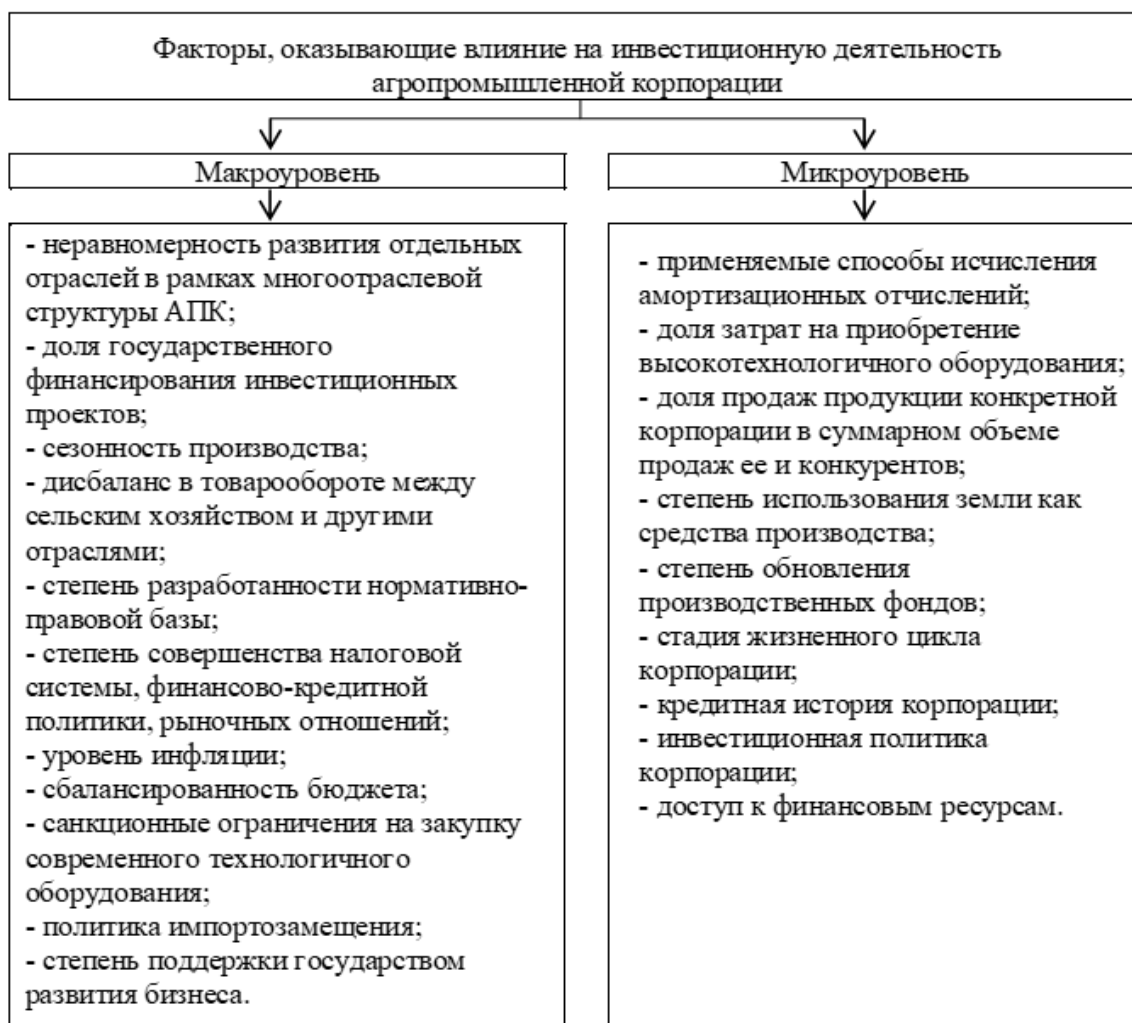 Факторы, оказывающие влияние на инвестиционную деятельность
агропромышленной корпорации
Макроуровень
- неравномерность развития отдельных
отраслей в рамках многоотраслевой
структуры АПК;
- доля государственного
финансирования инвестиционных
проектов;
- сезонность производства;
- дисбаланс в товарообороте между
сельским хозяйством и другими
отраслями;
- степень разработанности нормативно-
правовой базы;
- степень совершенства налоговой
системы, финансово-кредитной
политики, рыночных отношений;
- уровень инфляции;
- сбалансированность бюджета;
- санкционные ограничения на закупку
современного технологичного
оборудования;
- политика импортозамещения;
- степень поддержки государством
развития бизнеса.
Микроуровень
- применяемые способы исчисления
амортизационных отчислений;
- доля затрат на приобретение
высокотехнологичного оборудования;
- доля продаж продукции конкретной
корпорации в суммарном объеме
продаж ее и конкурентов;
- степень использования земли как
средства производства;
- степень обновления
производственных фондов;
- стадия жизненного цикла
корпорации;
- кредитная история корпорации;
- инвестиционная политика
корпорации;
- доступ к финансовым ресурсам.